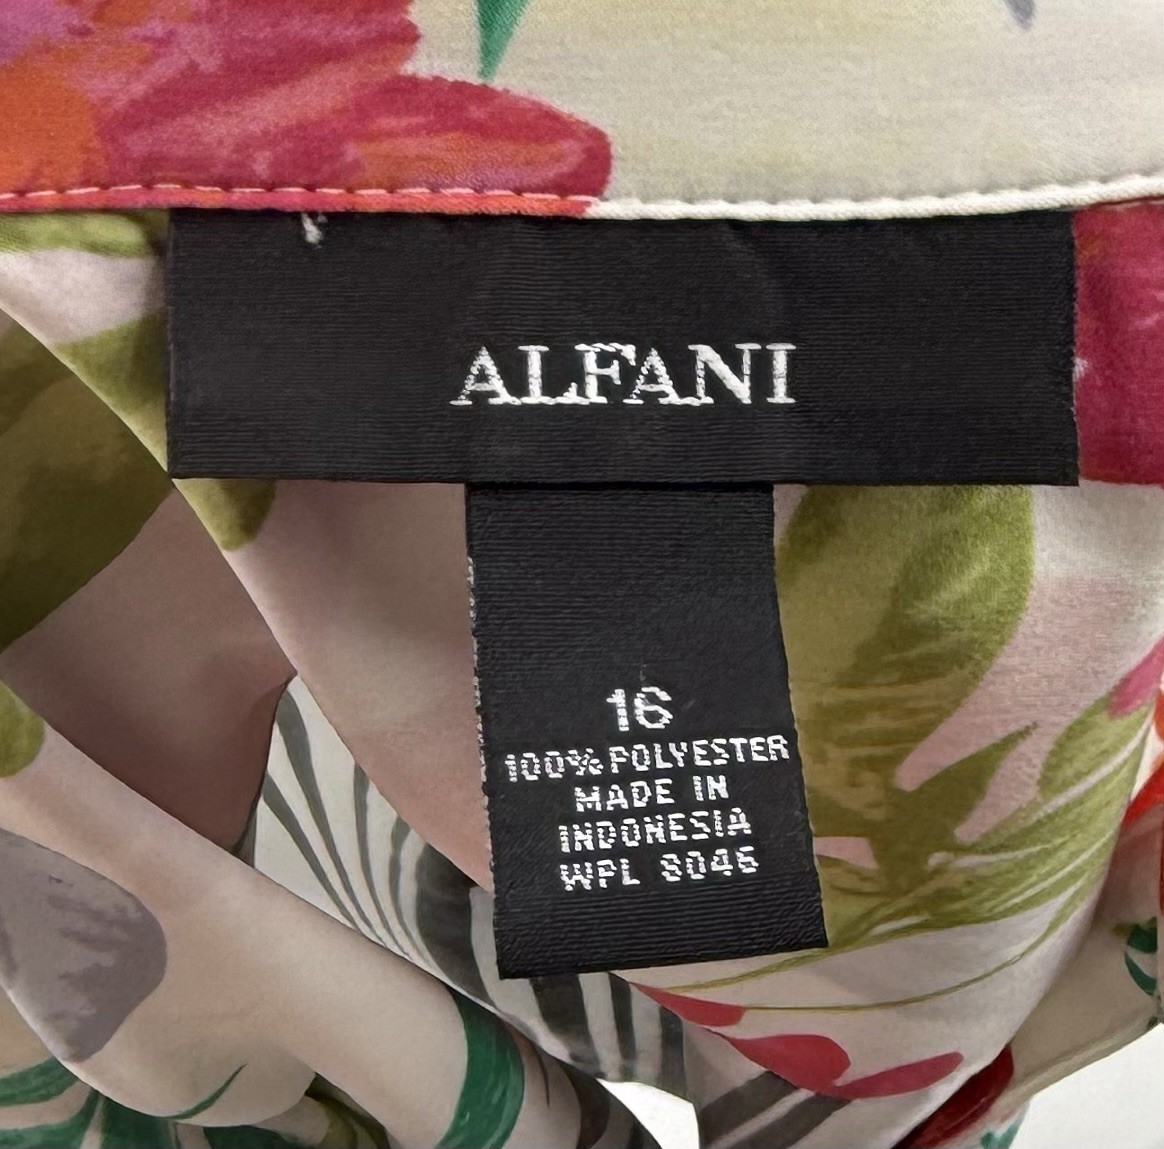 ALFANI
16
100% POLYESTER
MADE IN
INDONESIA
WPL 8046